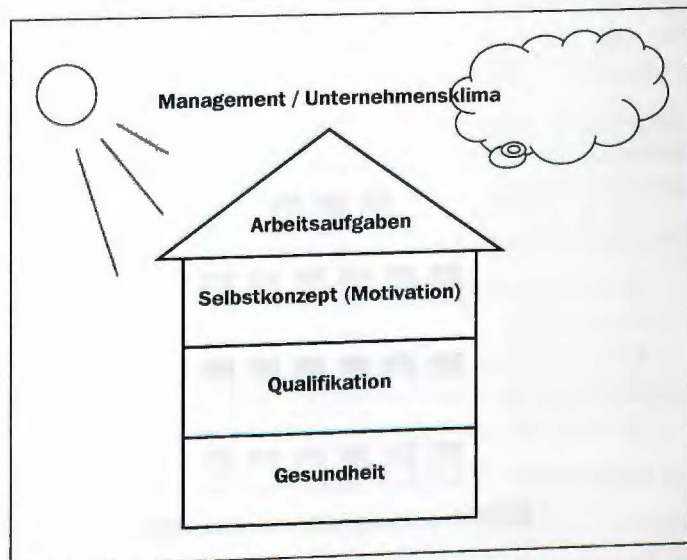 Management / Unternehmensklima
Arbeitsaufgaben
Selbstkonzept (Motivation)
Qualifikation
Gesundheit